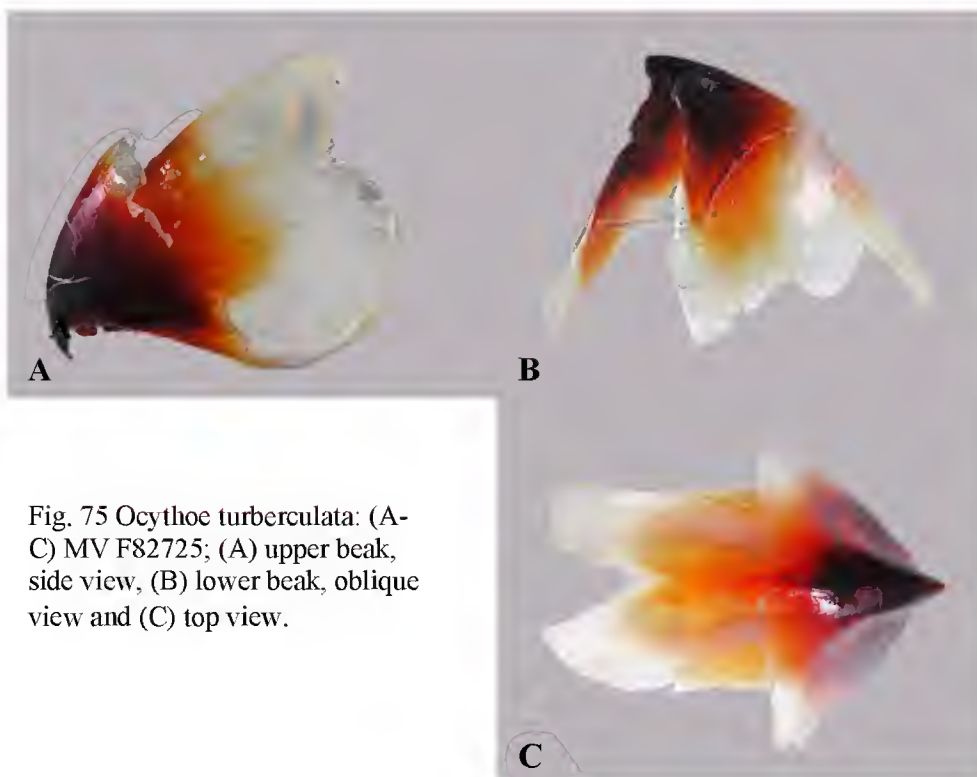 A
B
Fig. 75 Ocythoe turberculata: (A-
C) MV F82725; (A) upper beak,
side view, (B) lower beak, oblique
view and (C) top view.
C